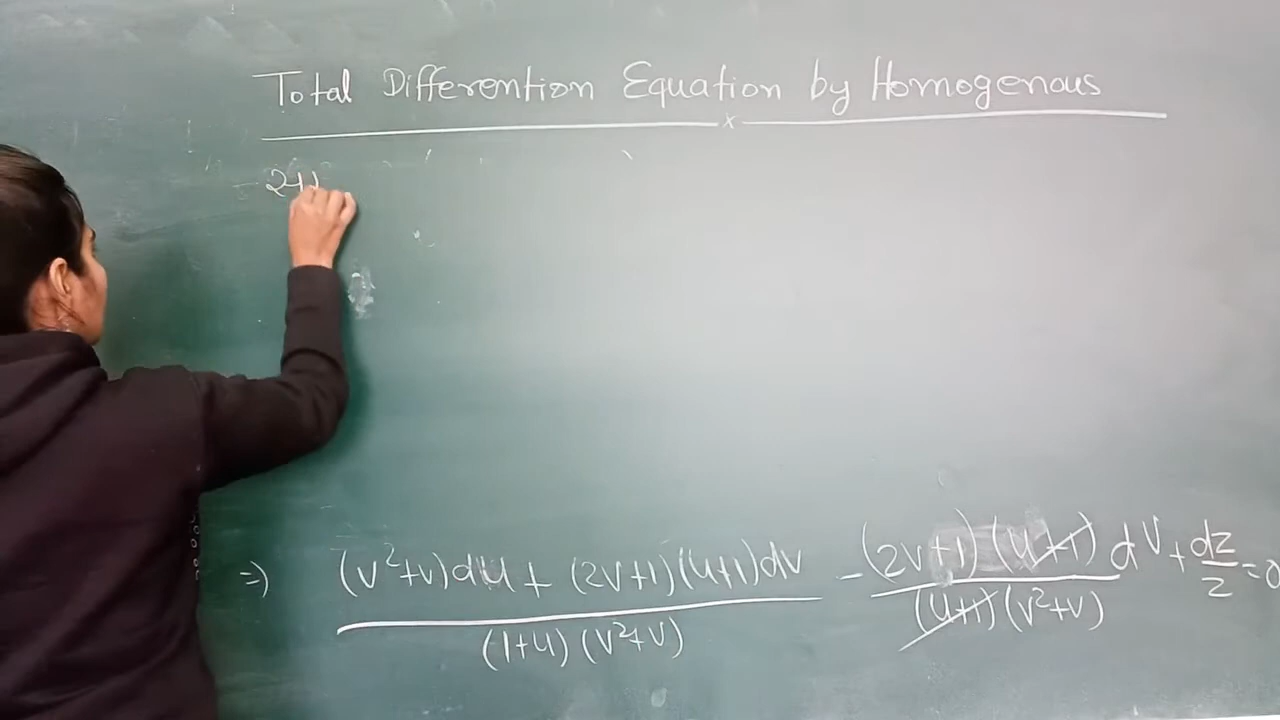 Total Differention Equation by Homogenous
x
24
=) (v²+v)du + (2v+1)(u+1)dv / (1+u)(v²+v) - (2v+1)(u+1) dv / (u+1)(v²+v) + dz/z = 0